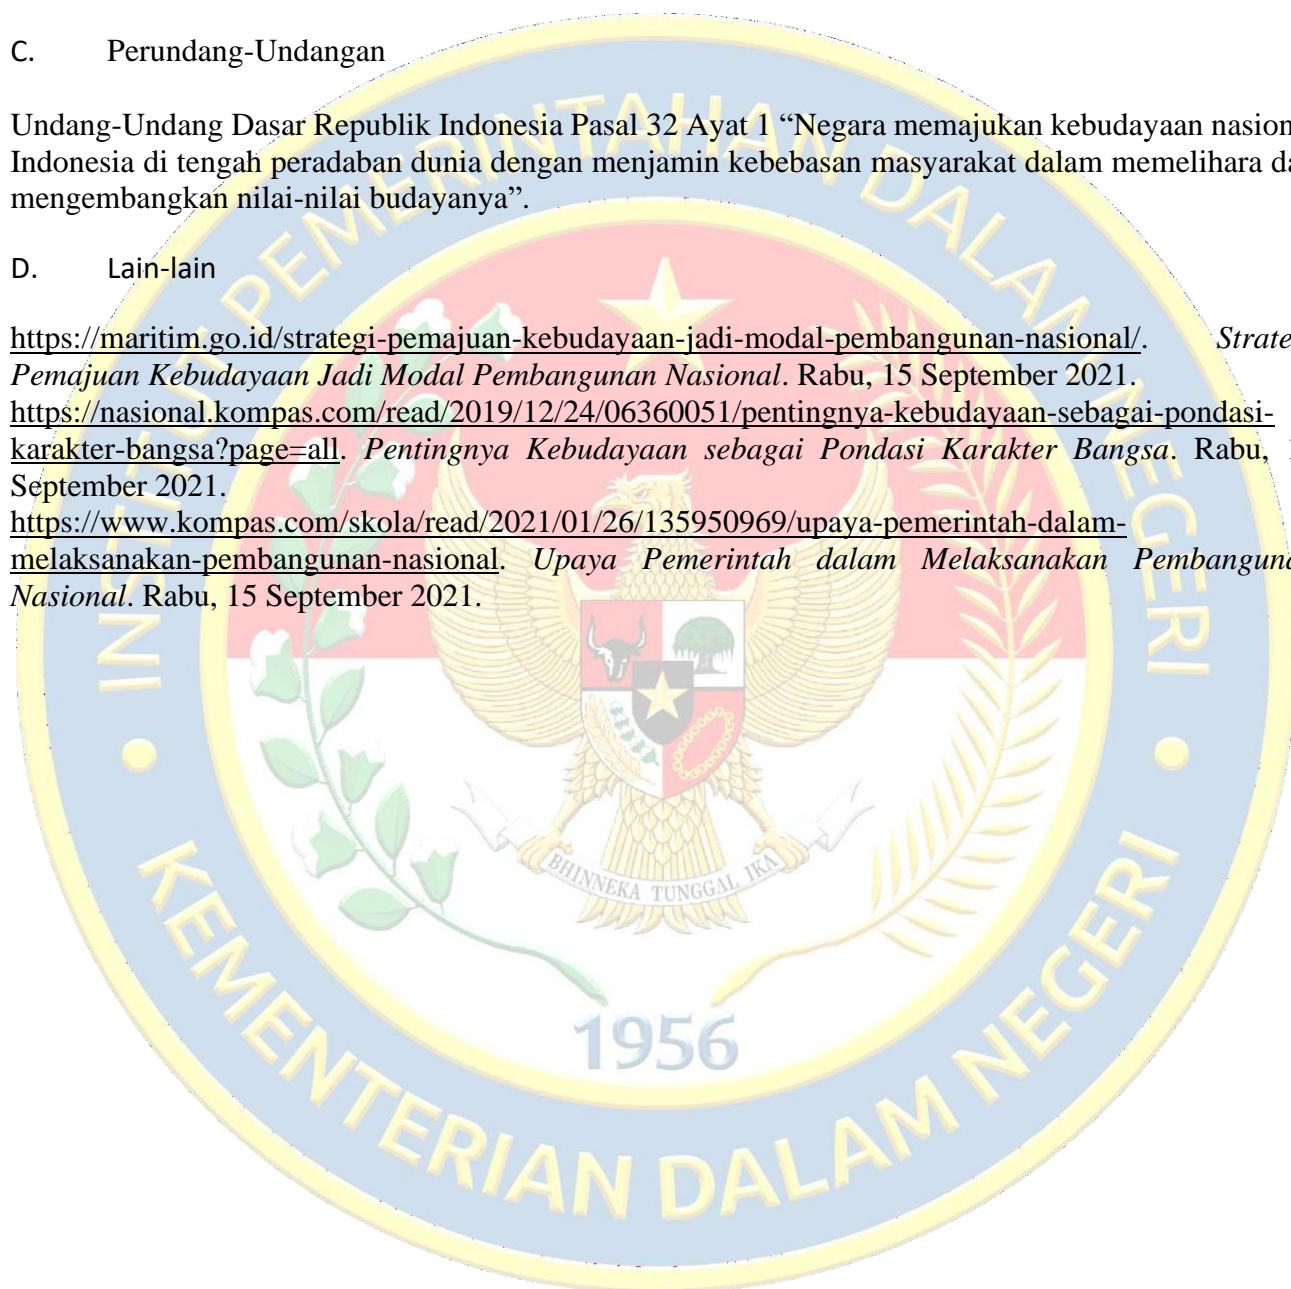 C. Perundang-Undangan
Undang-Undang Dasar Republik Indonesia Pasal 32 Ayat 1 “Negara memajukan kebudayaan nasion
Indonesia di tengah peradaban dunia dengan menjamin kebebasan masyarakat dalam memelihara da
mengembangkan nilai-nilai budayanya”.
D. Lain-lain
https://maritim.go.id/strategi-pemajuan-kebudayaan-jadi-modal-pembangunan-nasional/. Strate
Pemajuan Kebudayaan Jadi Modal Pembangunan Nasional. Rabu, 15 September 2021.
https://nasional.kompas.com/read/2019/12/24/06360051/pentingnya-kebudayaan-sebagai-pondasi-
karakter-bangsa?page=all. Pentingnya Kebudayaan sebagai Pondasi Karakter Bangsa. Rabu, 1
September 2021.
https://www.kompas.com/skola/read/2021/01/26/135950969/upaya-pemerintah-dalam-
melaksanakan-pembangunan-nasional. Upaya Pemerintah dalam Melaksanakan Pembanguna
Nasional. Rabu, 15 September 2021.
INSTITUT PEMERINTAHAN DALAM NEGERI
BHINNEKA TUNGGAL IKA
1956
KEMENTERIAN DALAM NEGERI